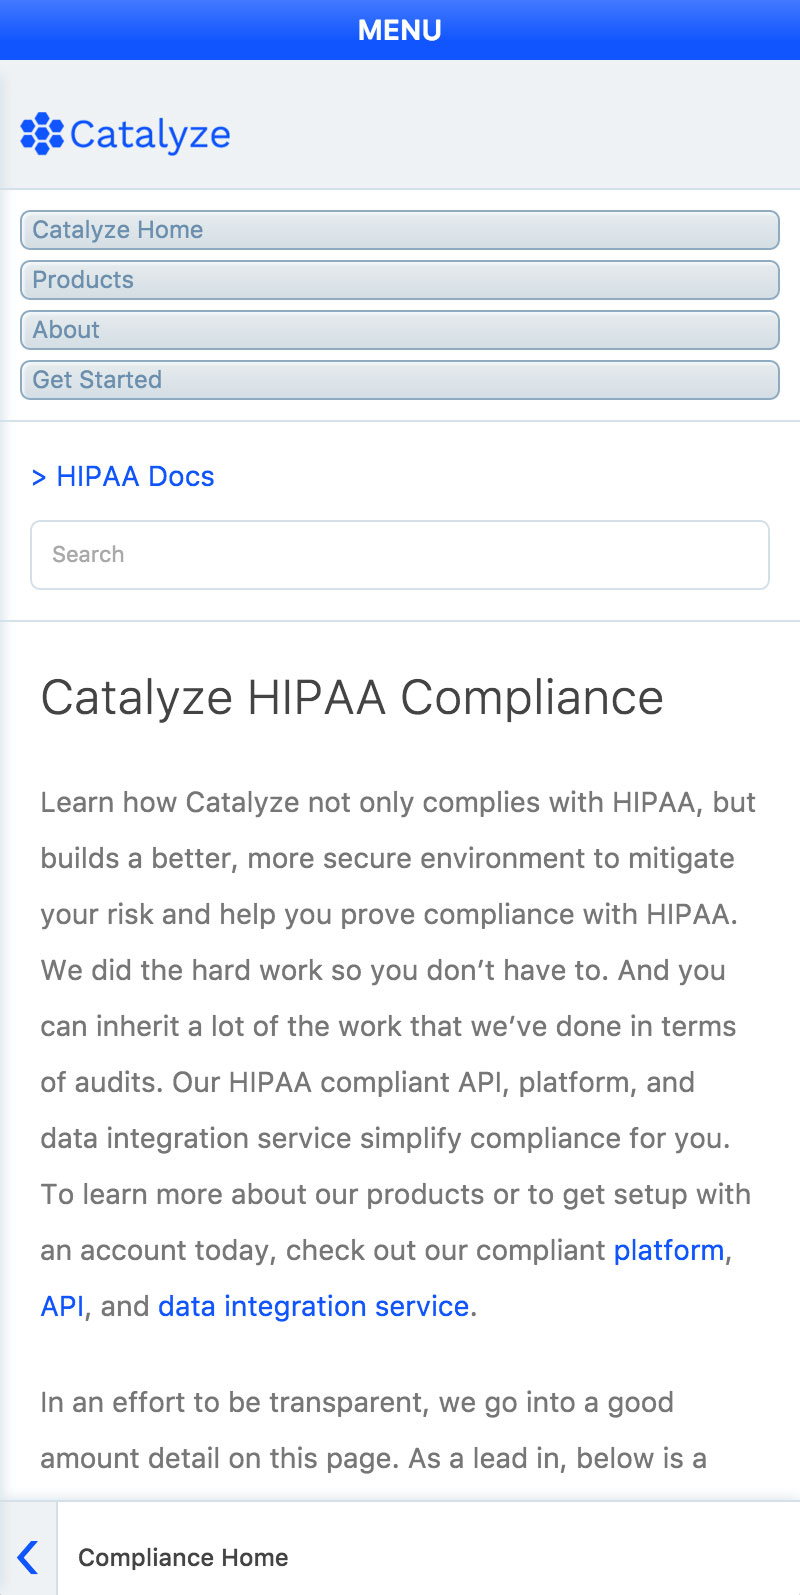 MENU
Catalyze
Catalyze Home
Products
About
Get Started
> HIPAA Docs
Search
Catalyze HIPAA Compliance
Learn how Catalyze not only complies with HIPAA, but
builds a better, more secure environment to mitigate
your risk and help you prove compliance with HIPAA.
We did the hard work so you don’t have to. And you
can inherit a lot of the work that we’ve done in terms
of audits. Our HIPAA compliant API, platform, and
data integration service simplify compliance for you.
To learn more about our products or to get setup with
an account today, check out our compliant platform,
API, and data integration service.
In an effort to be transparent, we go into a good
amount detail on this page. As a lead in, below is a
Compliance Home